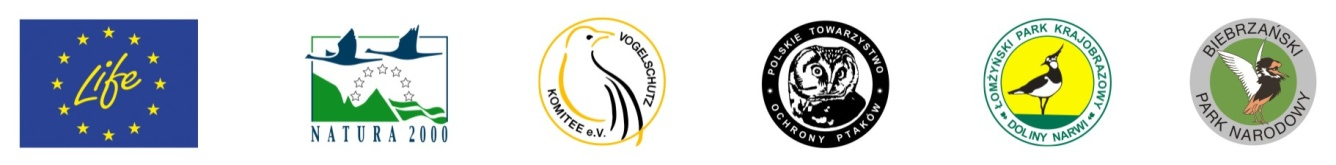 Life
NATURA 2000
VOGELSCHUTZ
KOMITEE e.V.
POLSKIE TOWARZYSTWO
OCHRONY PTAKÓW
ŁOMŻYŃSKI PARK KRAJOBRAZOWY
DOLINY NARWI
BIEBRZAŃSKI
PARK NARODOWY